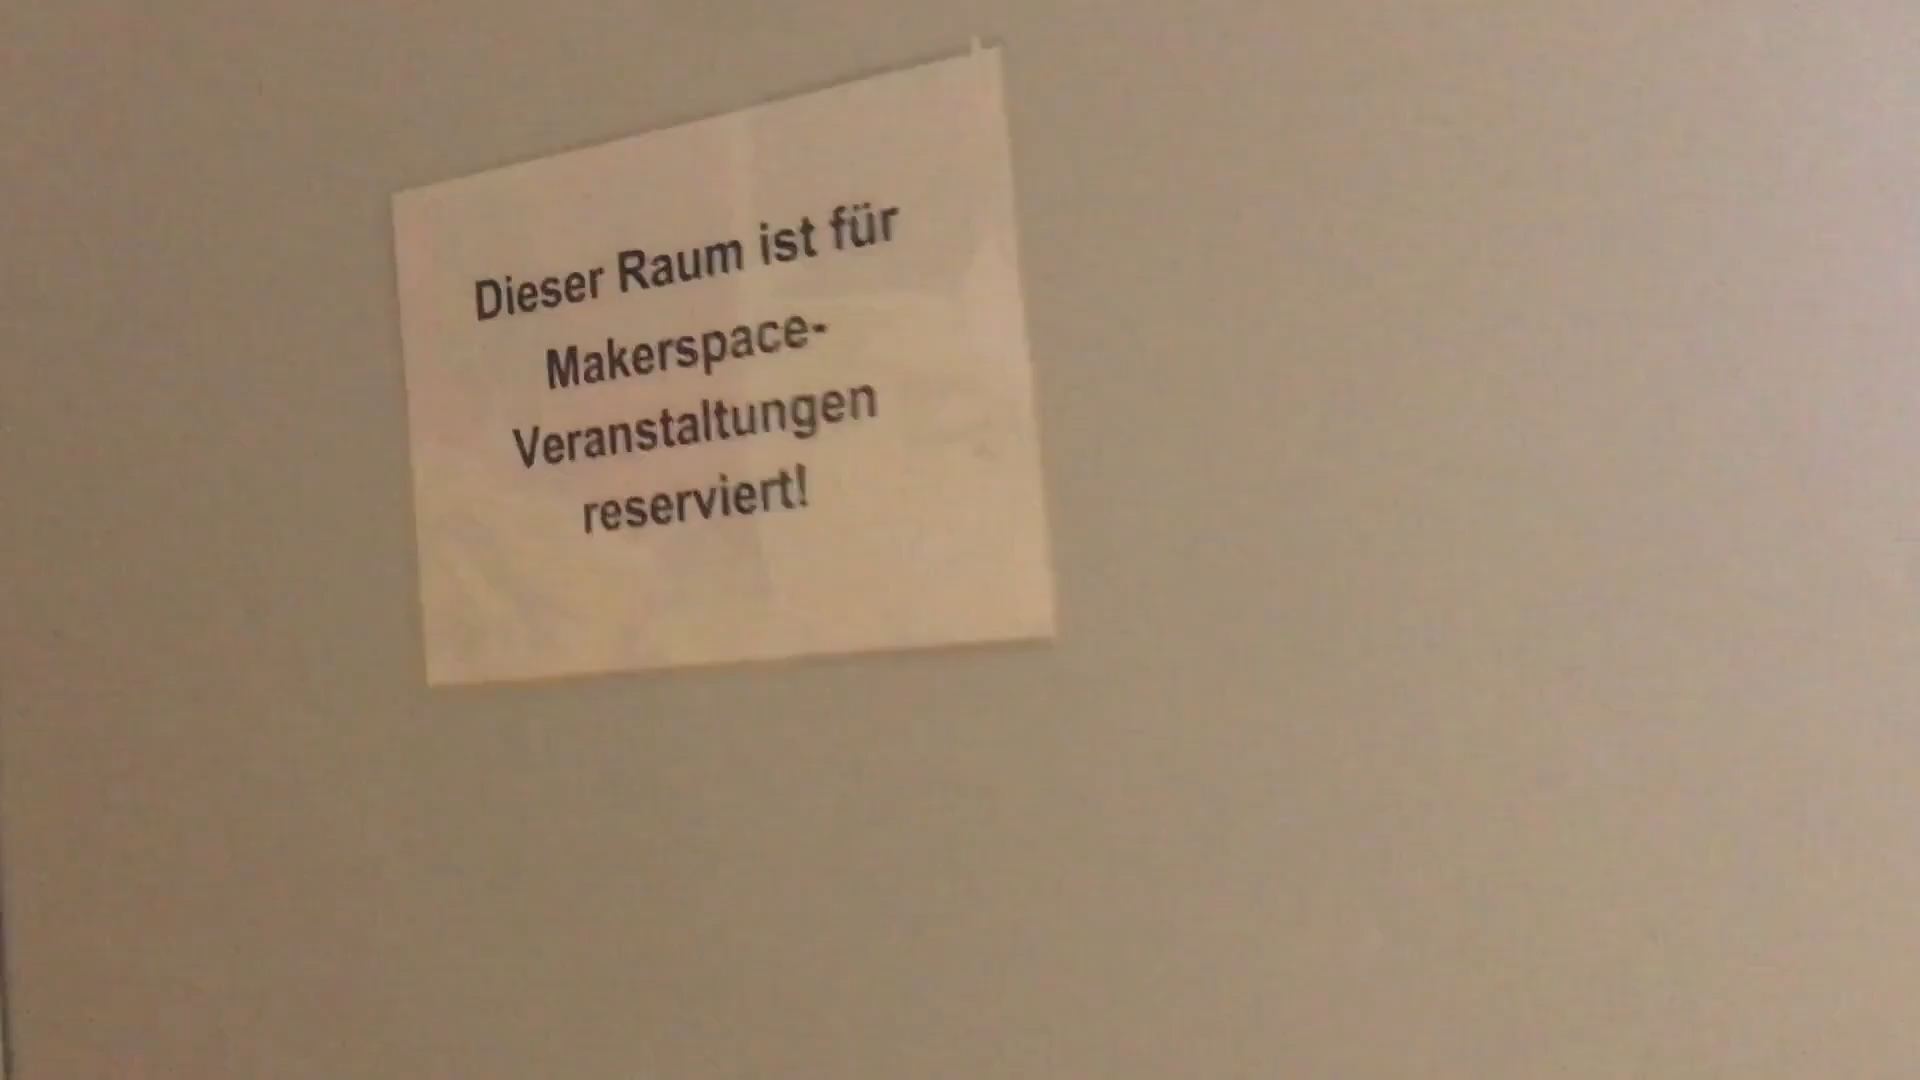 Dieser Raum ist für
Makerspace-
Veranstaltungen
reserviert!